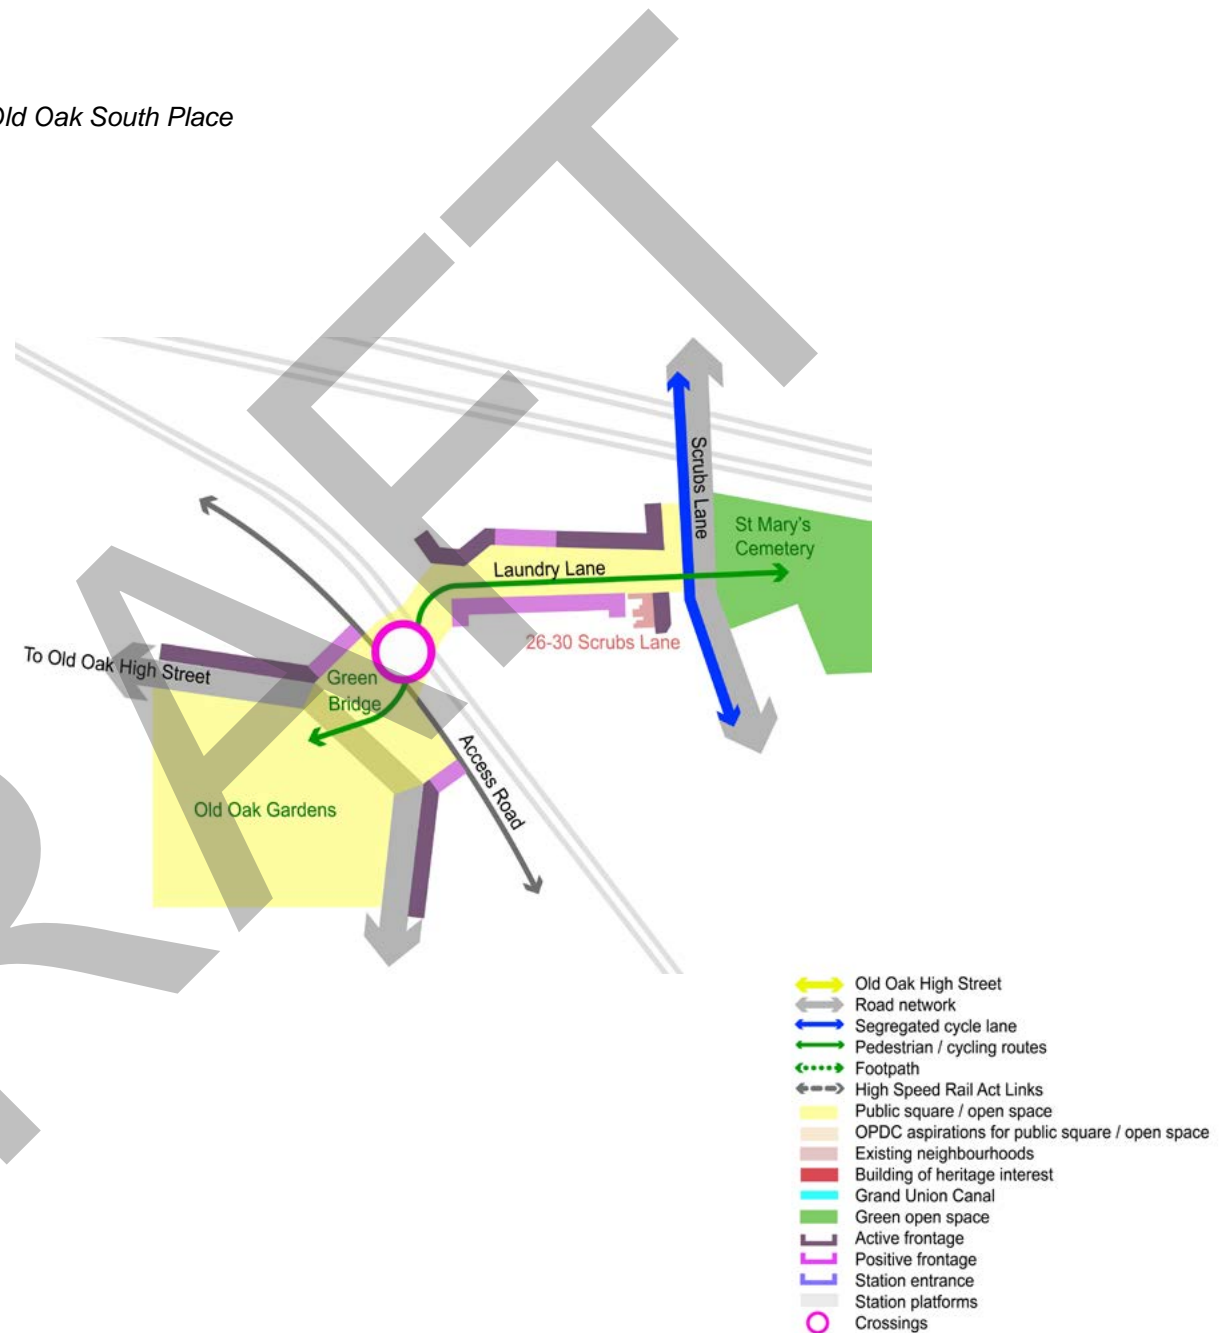 Old Oak South Place
DRAFT
Scrubs Lane
St Mary's
Cemetery
Laundry Lane
26-30 Scrubs Lane
To Old Oak High Street
Green
Bridge
Access Road
Old Oak Gardens
Old Oak High Street
Road network
Segregated cycle lane
Pedestrian / cycling routes
Footpath
High Speed Rail Act Links
Public square / open space
OPDC aspirations for public square / open space
Existing neighbourhoods
Building of heritage interest
Grand Union Canal
Green open space
Active frontage
Positive frontage
Station entrance
Station platforms
Crossings